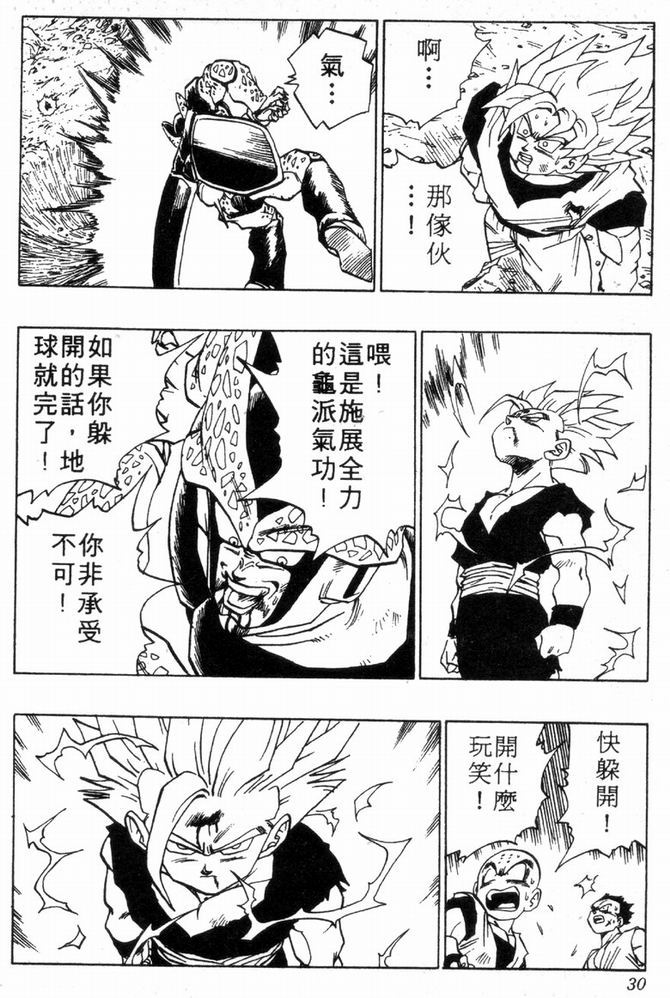 啊…
那傢伙
…！
氣…
喂！
這是施展全力
的龜派氣功！
如果你躲
開的話，地
球就完了！
你非承受
不可！
快躲開！
開什麼
玩笑！
30